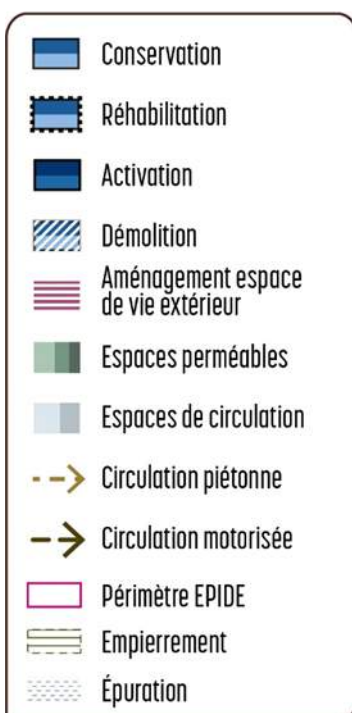 Conservation
Réhabilitation
Activation
Démolition
Aménagement espace
de vie extérieur
Espaces perméables
Espaces de circulation
Circulation piétonne
Circulation motorisée
Périmètre EPIDE
Empierrement
Épuration